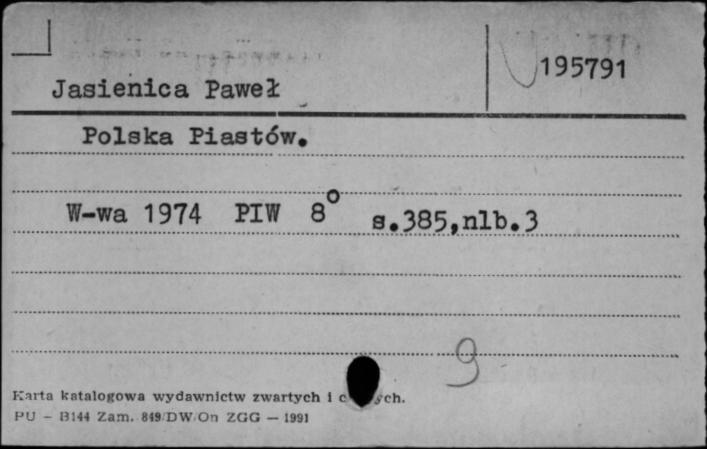 195791
Jasienica Paweł
Polska Piastów.
W-wa 1974 PIW 8° s.385,nlb.3
9
Karta katalogowa wydawnictw zwartych i
PU - B144 Zam. 849/DW/On ZGG — 1991